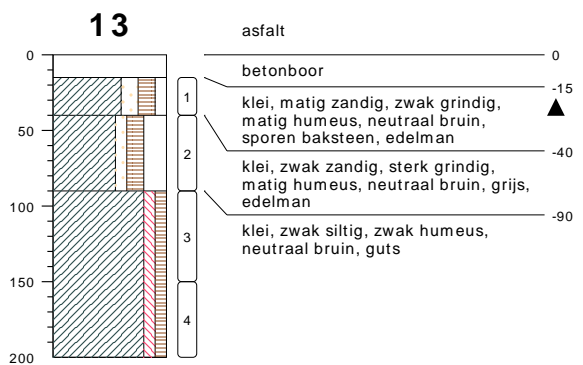 13
asfalt
0
0
betonboor
-15
1
klei, matig zandig, zwak grindig,
matig humeus, neutraal bruin,
sporen baksteen, edelman
50
-40
2
klei, zwak zandig, sterk grindig,
matig humeus, neutraal bruin, grijs,
edelman
100
-90
3
klei, zwak siltig, zwak humeus,
neutraal bruin, guts
150
4
200